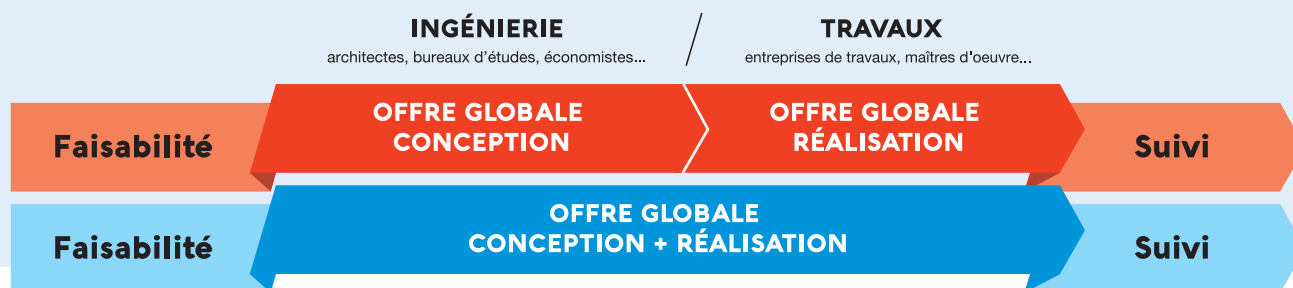 INGÉNIERIE / TRAVAUX
architectes, bureaux d'études, économistes... entreprises de travaux, maîtres d'oeuvre...
OFFRE GLOBALE
CONCEPTION
OFFRE GLOBALE
RÉALISATION
Faisabilité
Suivi
OFFRE GLOBALE
CONCEPTION + RÉALISATION
Faisabilité
Suivi